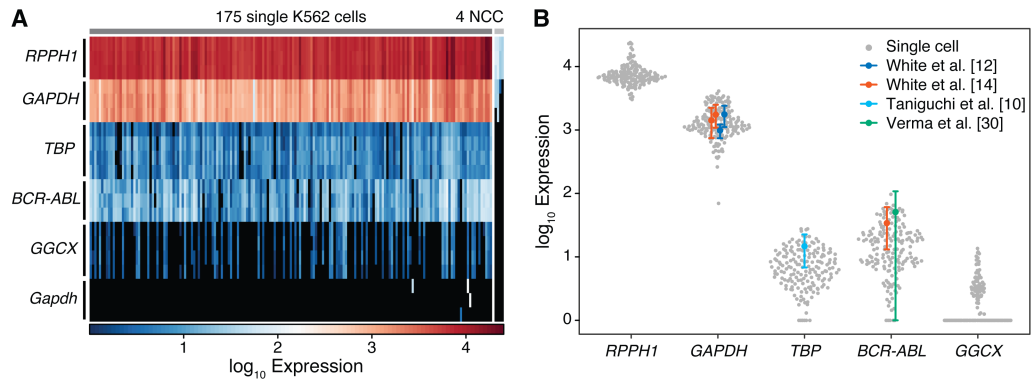 A
175 single K562 cells
4 NCC
RPPH1
GAPDH
TBP
BCR-ABL
GGCX
Gapdh
1 2 3 4
log10 Expression
B
Single cell
White et al. [12]
White et al. [14]
Taniguchi et al. [10]
Verma et al. [30]
log10 Expression
4
3
2
1
0
RPPH1 GAPDH TBP BCR-ABL GGCX